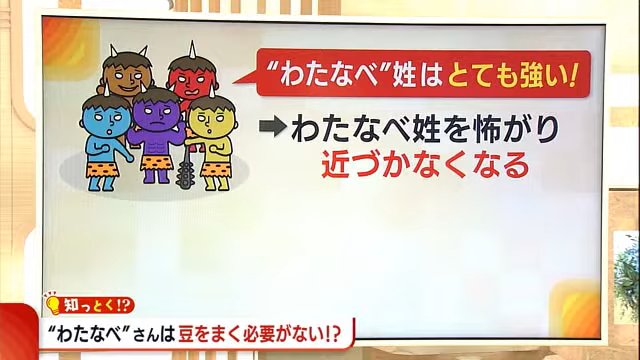 “わたなべ”姓はとても強い!
➡わたなべ姓を怖がり
近づかなくなる
知っとく!?
“わたなべ”さんは豆をまく必要がない!?